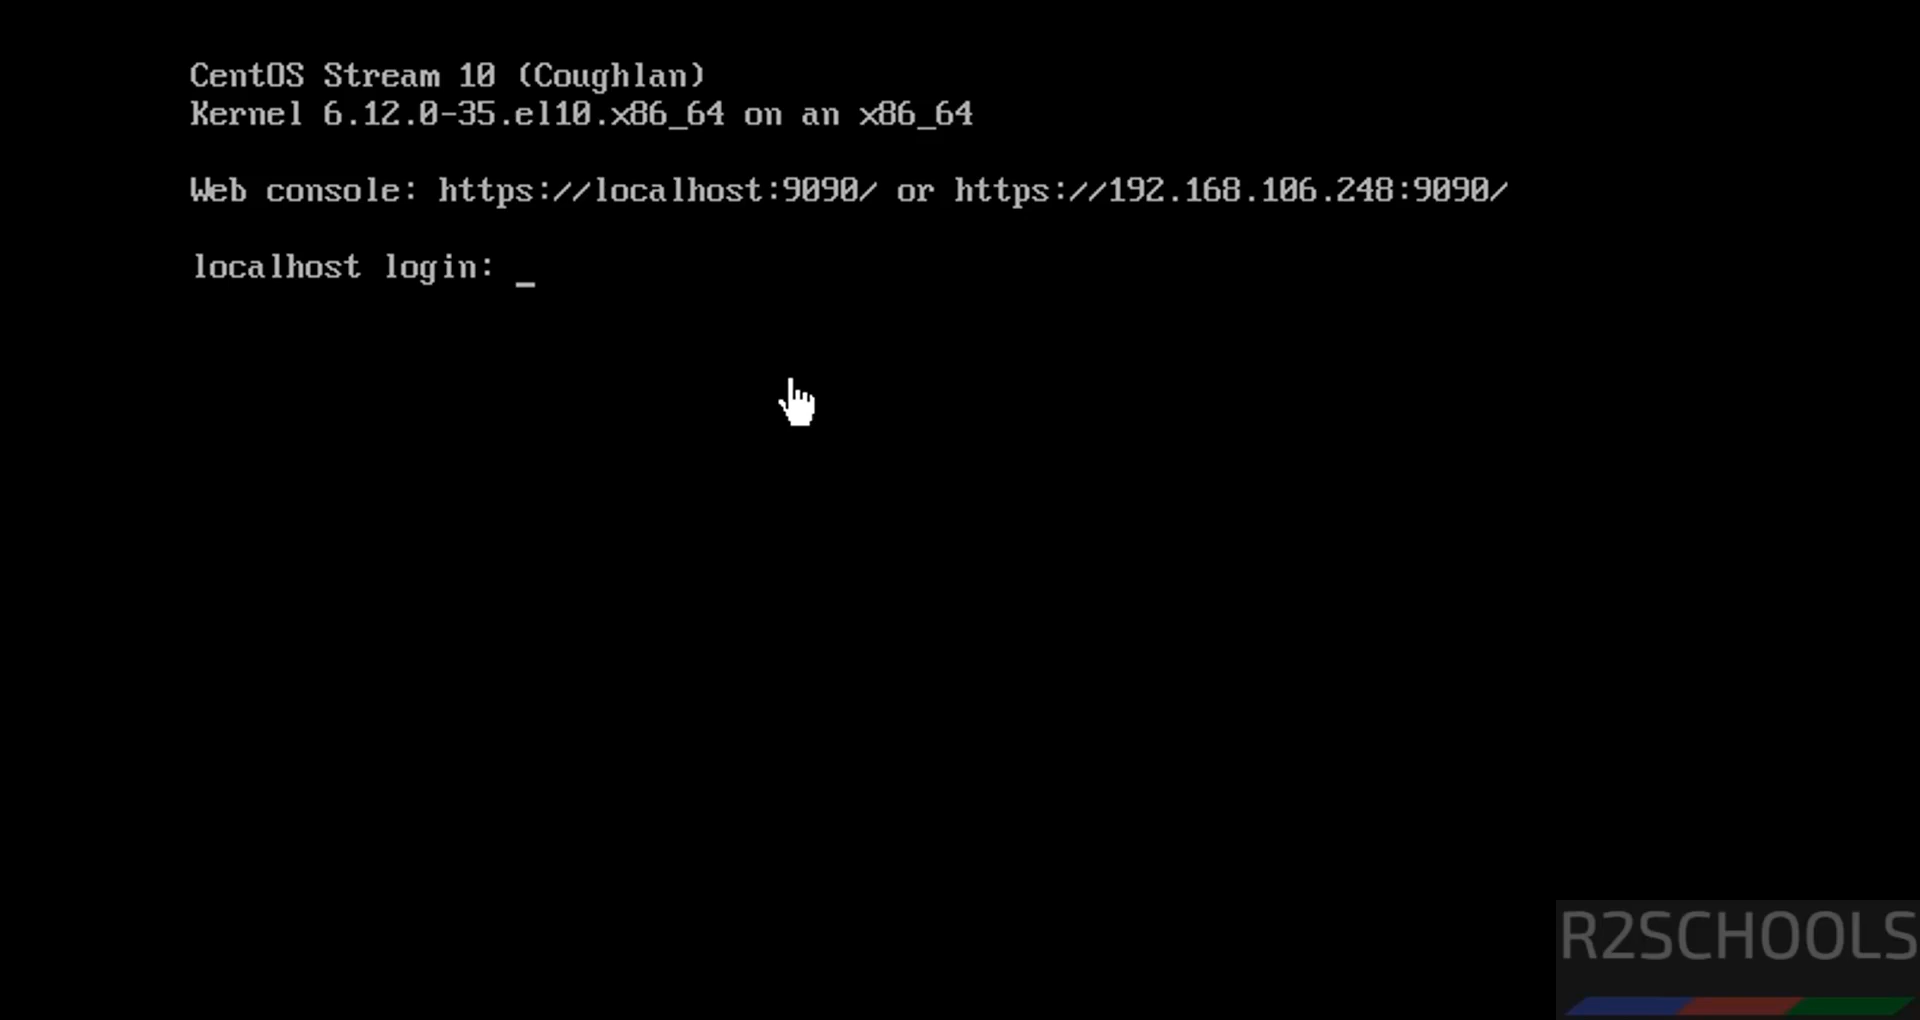 CentOS Stream 10 (Coughlan)
Kernel 6.12.0-35.el10.x86_64 on an x86_64
Web console: https://localhost:9090/ or https://192.168.106.248:9090/
localhost login: _
R2SCHOOLS